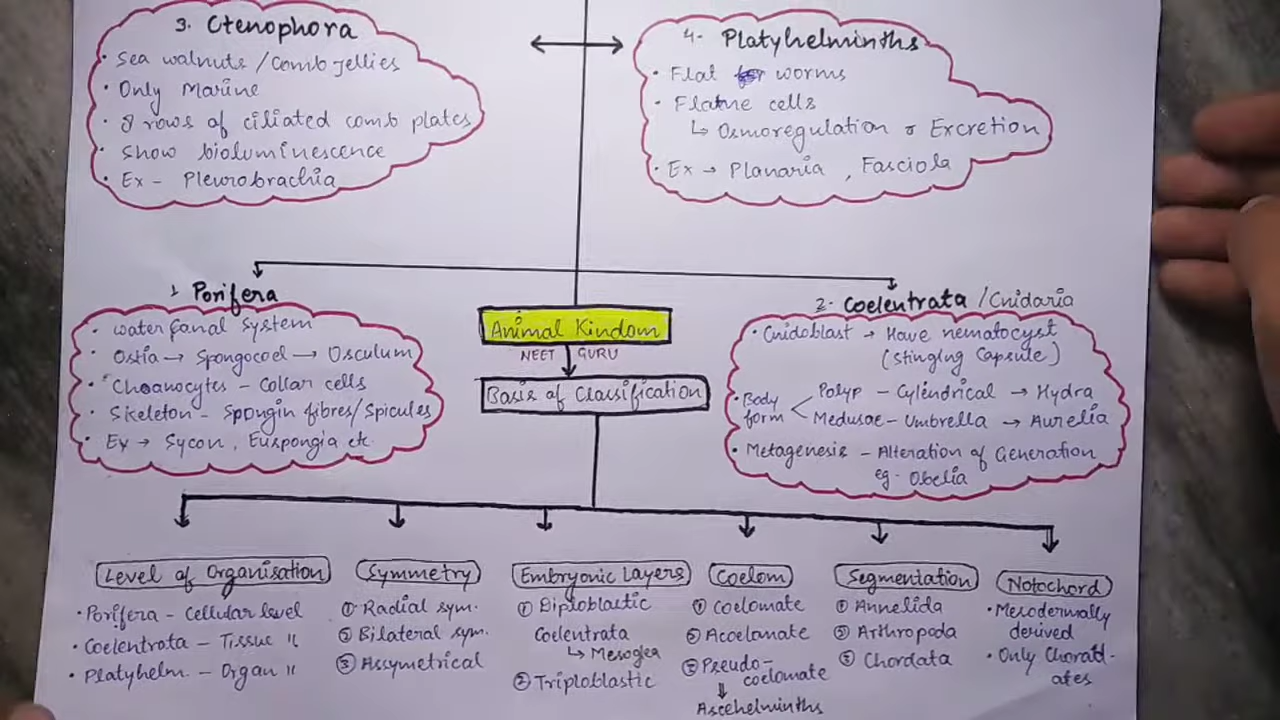 3. Ctenophora
• Sea walnuts / Comb jellies
• Only Marine
• 8 rows of ciliated comb plates
• Show bioluminescence
• Ex - Pleurobrachia
4- Platyhelminths
• Flat worms
• Flame cells
↳ Osmoregulation & Excretion
• Ex → Planaria , Fasciola
1 Porifera
• water canal system
• Ostia → Spongocoel → Osculum
• Choanocytes - Collar cells
• Skeleton - Spongin fibres/Spicules
• Ex → Sycon, Euspongia etc
Animal Kindom
NEET GURU
Basis of Classification
2. Coelentrata /Cnidaria
• Cnidoblast → Have nematocyst
(Stinging Capsule)
• Body form
Polyp - Cylindrical → Hydra
Medusae - Umbrella → Aurelia
• Metagenesis - Alteration of Generation
eg- Obelia
Level of Organisation
• Porifera - Cellular level
• Coelentrata - Tissue "
• Platyhelm. - Organ "
Symmetry
① Radial sym.
② Bilateral sym.
③ Assymetrical
Embryonic Layers
① Diploblastic
Coelentrata
↳ Mesoglea
② Triploblastic
Coelom
① Coelomate
② Acoelomate
③ Pseudo-
coelomate
⇓
Ascehelminths
Segmentation
① Annelida
② Arthropoda
③ Chordata
Notochord
• Mesodermally
derived
• Only Choratd-
ates